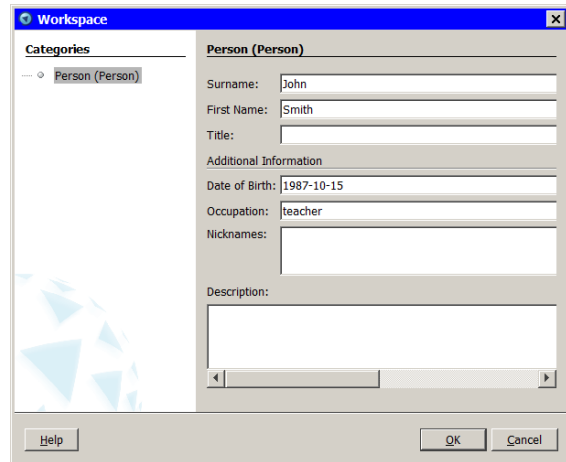 Workspace
Categories
Person (Person)
Person (Person)
Surname: John
First Name: Smith
Title:
Additional Information
Date of Birth: 1987-10-15
Occupation: teacher
Nicknames:
Description:
Help OK Cancel